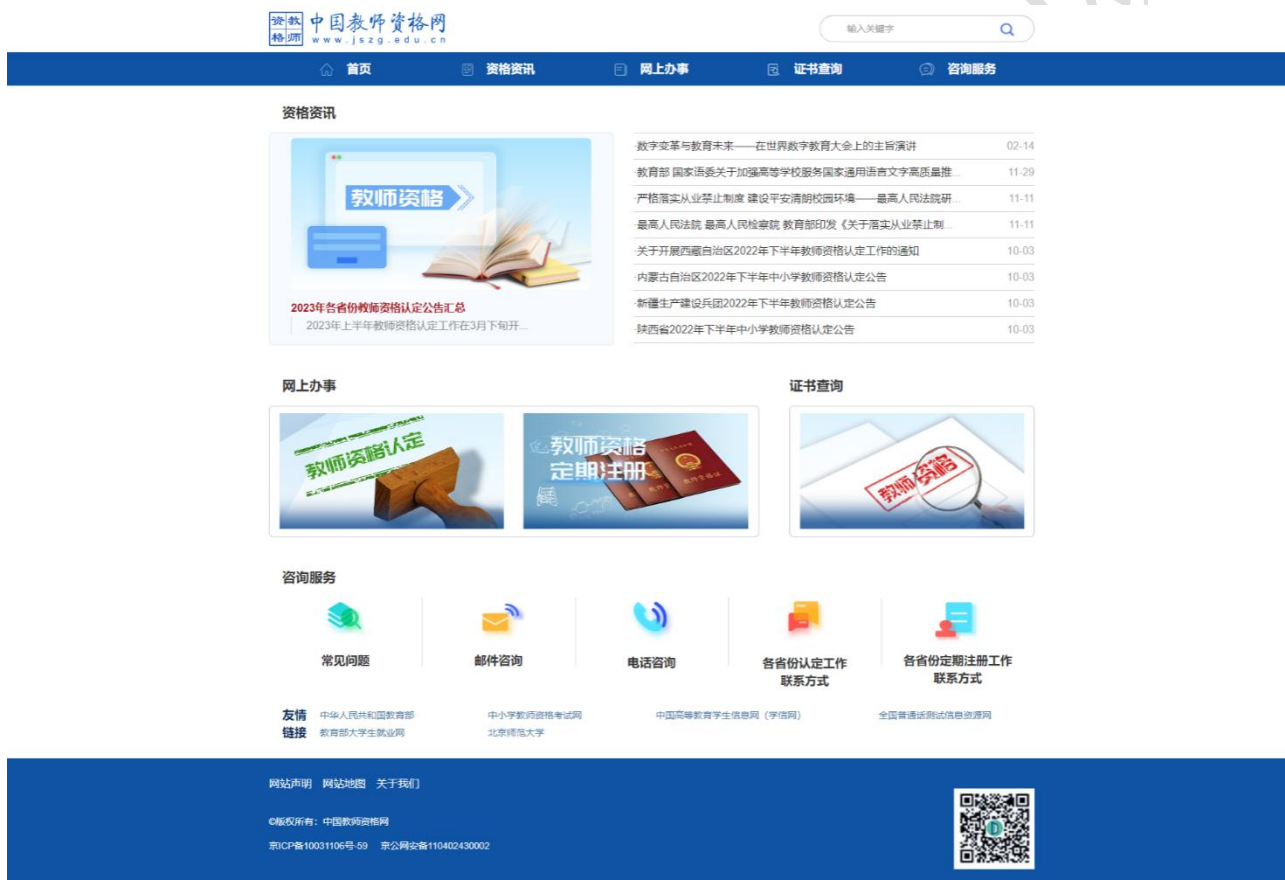 资教
格师
中国教师资格网
www.jszg.edu.cn
输入关键字
首页
资格资讯
网上办事
证书查询
咨询服务
资格资讯
教师资格
2023年各省份教师资格认定公告汇总
2023年上半年教师资格认定工作在3月下旬开...
·数字变革与教育未来——在世界数字教育大会上的主旨演讲 02-14
·教育部 国家语委关于加强高等学校服务国家通用语言文字高质量推... 11-29
·严格落实从业禁止制度 建设平安清朗校园环境——最高人民法院研... 11-11
·最高人民法院 最高人民检察院 教育部印发《关于落实从业禁止制... 11-11
·关于开展西藏自治区2022年下半年教师资格认定工作的通知 10-03
·内蒙古自治区2022年下半年中小学教师资格认定公告 10-03
·新疆生产建设兵团2022年下半年教师资格认定公告 10-03
·陕西省2022年下半年中小学教师资格认定公告 10-03
网上办事
证书查询
教师资格认定
教师资格
定期注册
教师资格
咨询服务
常见问题
邮件咨询
电话咨询
各省份认定工作
联系方式
各省份定期注册工作
联系方式
友情
链接
中华人民共和国教育部
中小学教师资格考试网
中国高等教育学生信息网（学信网）
全国普通话测试信息资源网
教育部大学生就业网
北京师范大学
网站声明 网站地图 关于我们
©版权所有：中国教师资格网
京ICP备10031106号-59 京公网安备110402430002